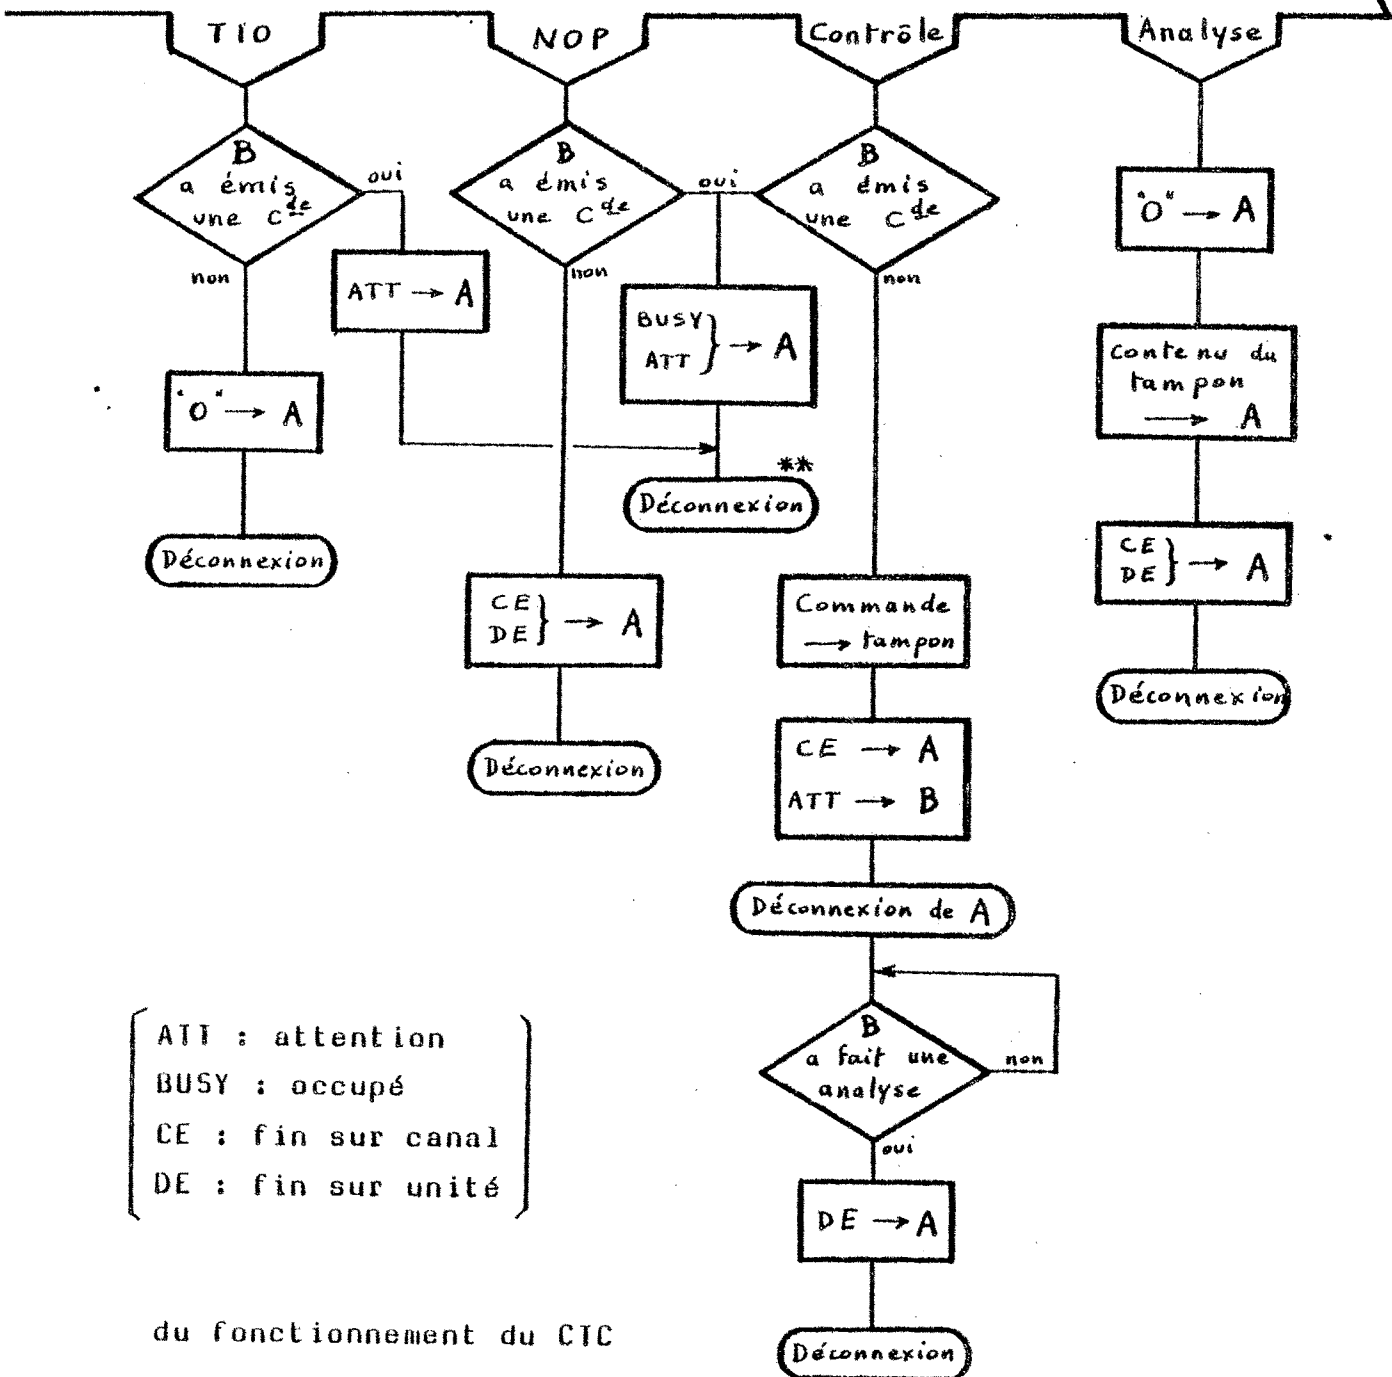 TIO
NOP
Contrôle
Analyse
B
a émis
une Cde
oui
non
ATT → A
"0" → A
Déconnexion
B
a émis
une Cde
oui
non
BUSY
ATT } → A
**
Déconnexion
CE
DE } → A
Déconnexion
B
a émis
une Cde
non
Commande
→ tampon
CE → A
ATT → B
Déconnexion de A
B
a fait une
analyse
non
oui
DE → A
Déconnexion
"0" → A
Contenu du
tampon
→ A
CE
DE } → A
Déconnexion
ATT : attention
BUSY : occupé
CE : fin sur canal
DE : fin sur unité
du fonctionnement du CTC